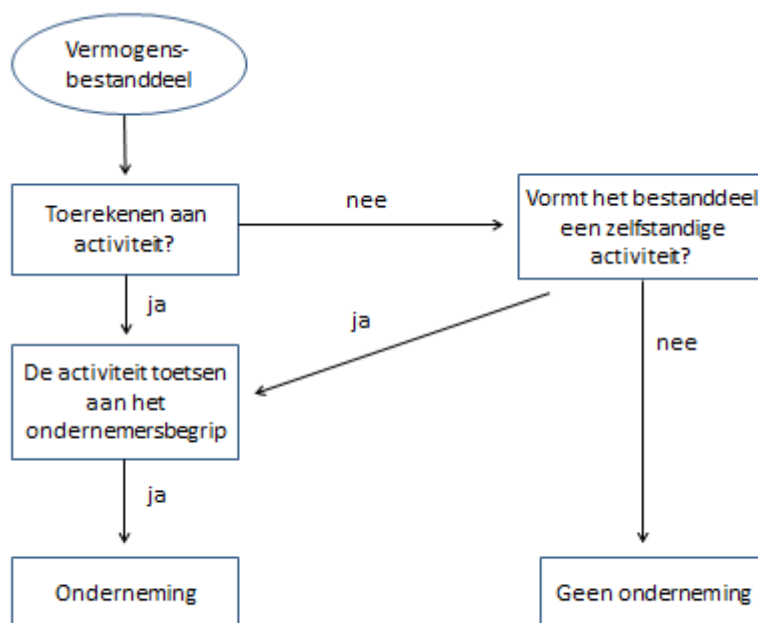 Vermogens-
bestanddeel
Toerekenen aan
activiteit?
nee
Vormt het bestanddeel
een zelfstandige
activiteit?
ja
ja
nee
De activiteit toetsen
aan het
ondernemersbegrip
ja
Onderneming
Geen onderneming